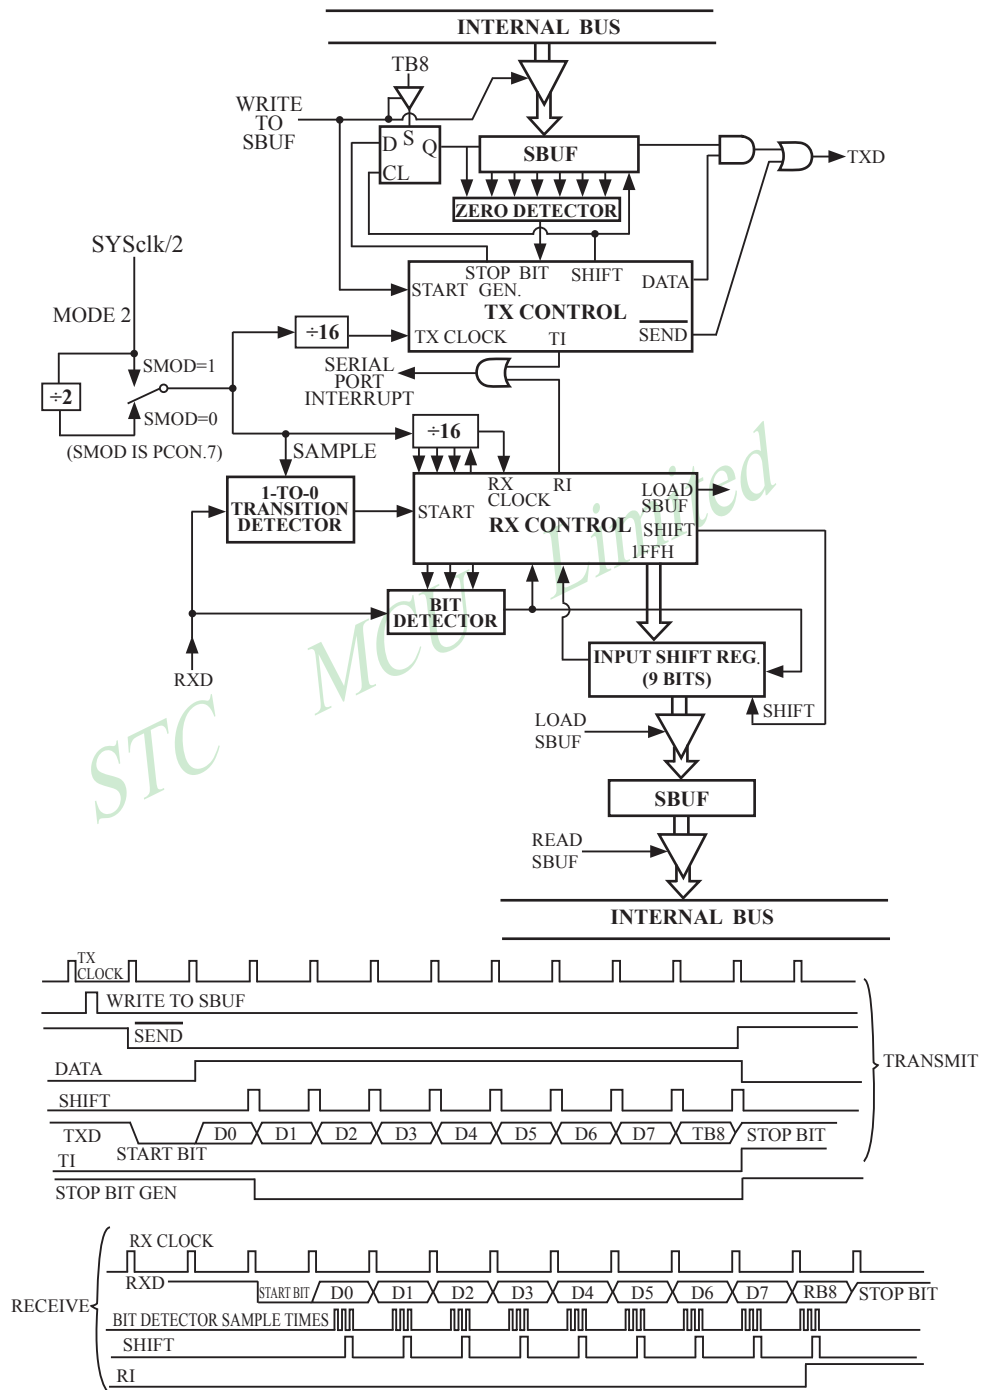 INTERNAL BUS
TB8
WRITE
TO
SBUF
D S Q
CL
SBUF
TXD
ZERO DETECTOR
SYSclk/2
STOP BIT SHIFT
GEN.
START
DATA
TX CONTROL
MODE 2
÷16
TX CLOCK TI SEND
SERIAL
PORT
INTERRUPT
SMOD=1
÷2
SMOD=0
(SMOD IS PCON.7)
SAMPLE
÷16
1-TO-0
TRANSITION
DETECTOR
RX
CLOCK
RI
LOAD
SBUF
START
RX CONTROL
SHIFT
1FFH
BIT
DETECTOR
RXD
INPUT SHIFT REG.
(9 BITS)
SHIFT
LOAD
SBUF
SBUF
READ
SBUF
INTERNAL BUS
STC MCU Limited
TX
CLOCK
WRITE TO SBUF
SEND
DATA
TRANSMIT
SHIFT
TXD START BIT D0 D1 D2 D3 D4 D5 D6 D7 TB8 STOP BIT
TI
STOP BIT GEN
RX CLOCK
RXD START BIT D0 D1 D2 D3 D4 D5 D6 D7 RB8 STOP BIT
RECEIVE
BIT DETECTOR SAMPLE TIMES
SHIFT
RI